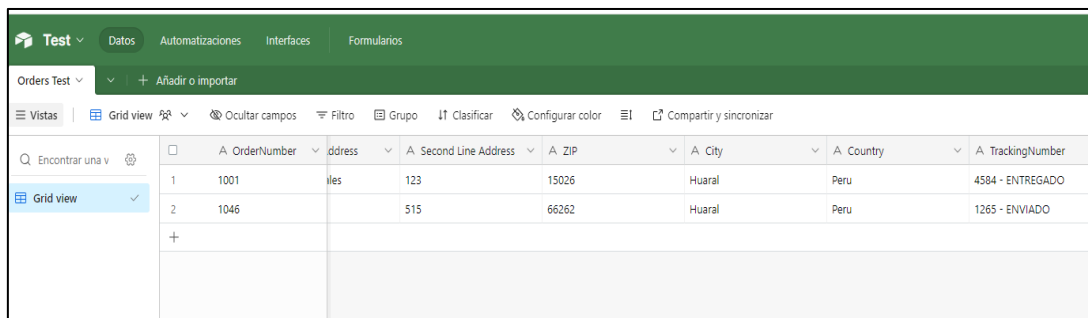 Test Datos Automatizaciones Interfaces Formularios
Orders Test Añadir o importar
Vistas Grid view Ocultar campos Filtro Grupo Clasificar Configurar color Compartir y sincronizar
Encontrar una v
Grid view
A OrderNumber ddress A Second Line Address A ZIP A City A Country A TrackingNumber
1 1001 les 123 15026 Huaral Peru 4584 - ENTREGADO
2 1046 515 66262 Huaral Peru 1265 - ENVIADO